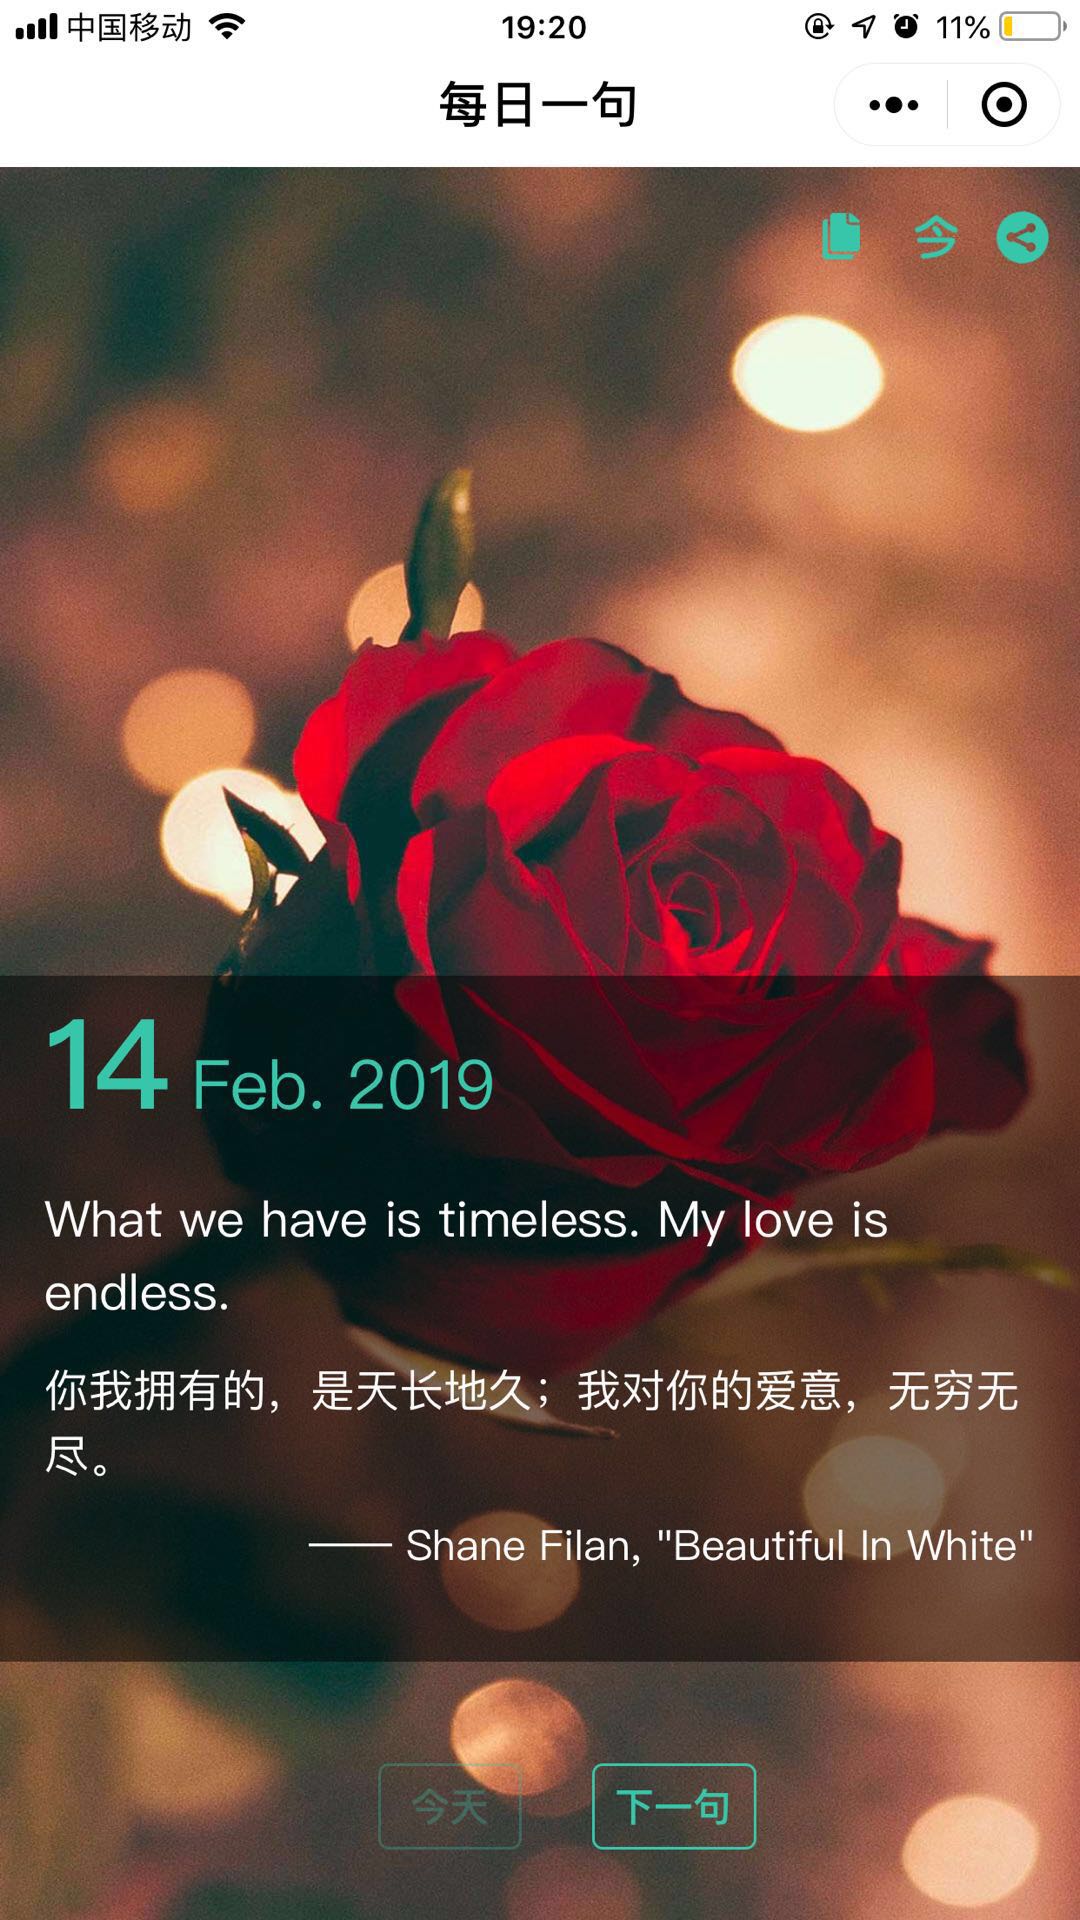 中国移动 19:20 11%
每日一句
今
14 Feb. 2019
What we have is timeless. My love is
endless.
你我拥有的，是天长地久；我对你的爱意，无穷无
尽。
—— Shane Filan, "Beautiful In White"
今天 下一句